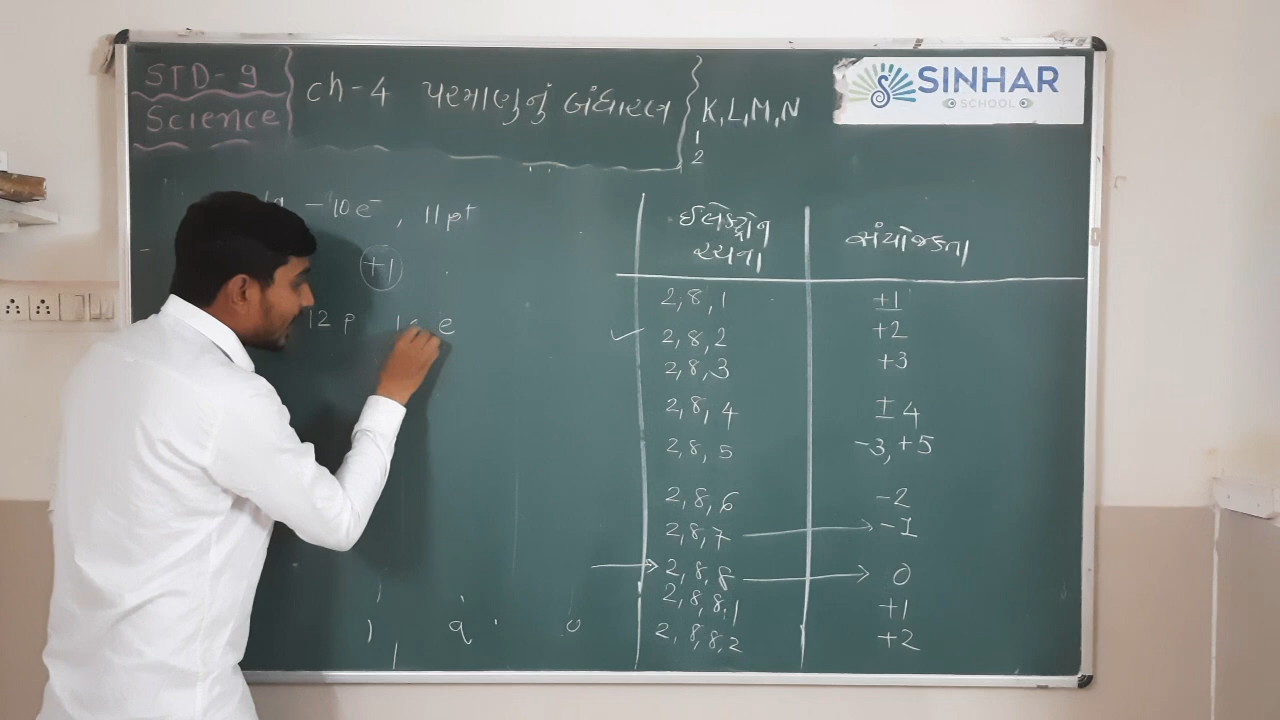 STD-9
Science
ch-4 પરમાણુનું બંધારણ
K,L,M,N
1
2
SINHAR
SCHOOL
-10e⁻, 11p⁺
+1
12 p e
ઈલેક્ટ્રોન રચના
સંયોજકતા
2,8,1 +1
2,8,2 +2
2,8,3 +3
2,8,4 ±4
2,8,5 -3,+5
2,8,6 -2
2,8,7 → -1
→ 2,8,8 → 0
2,8,8,1 +1
2,8,8,2 +2